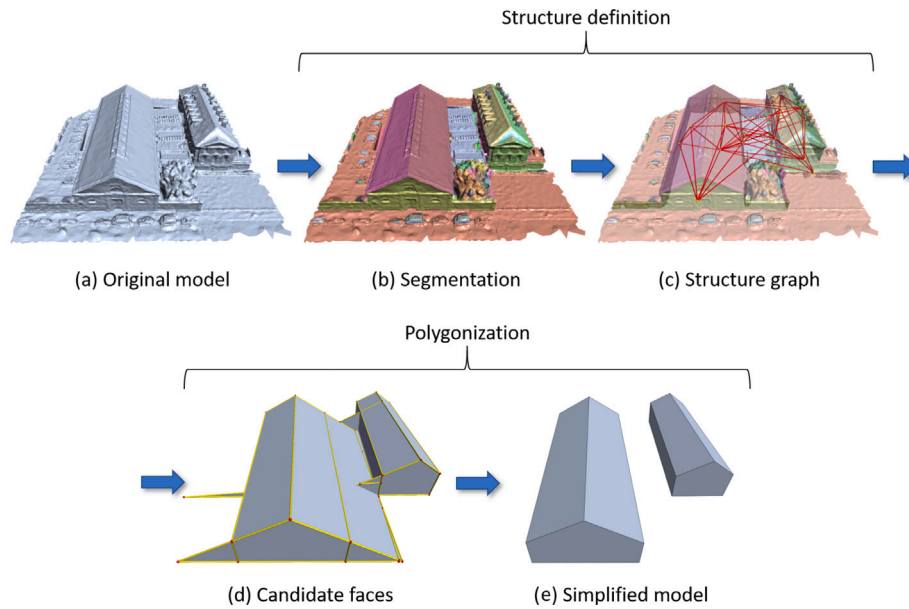 Structure definition
(a) Original model
(b) Segmentation
(c) Structure graph
Polygonization
(d) Candidate faces
(e) Simplified model